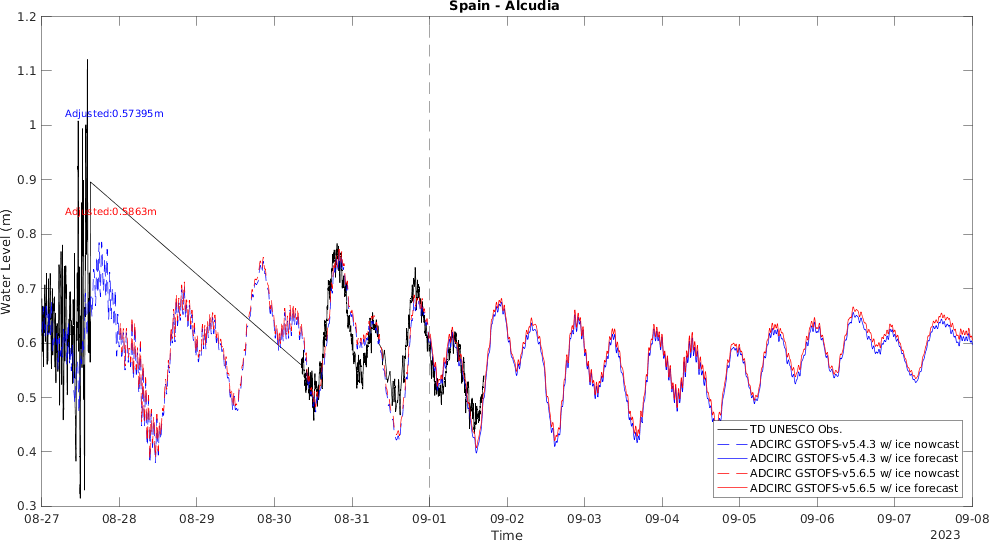 Spain - Alcudia
1.2
1.1
1
0.9
0.8
0.7
0.6
0.5
0.4
0.3
Water Level (m)
Adjusted:0.57395m
Adjusted:0.5863m
TD UNESCO Obs.
ADCIRC GSTOFS-v5.4.3 w/ ice nowcast
ADCIRC GSTOFS-v5.4.3 w/ ice forecast
ADCIRC GSTOFS-v5.6.5 w/ ice nowcast
ADCIRC GSTOFS-v5.6.5 w/ ice forecast
08-27 08-28 08-29 08-30 08-31 09-01 09-02 09-03 09-04 09-05 09-06 09-07 09-08
Time
2023